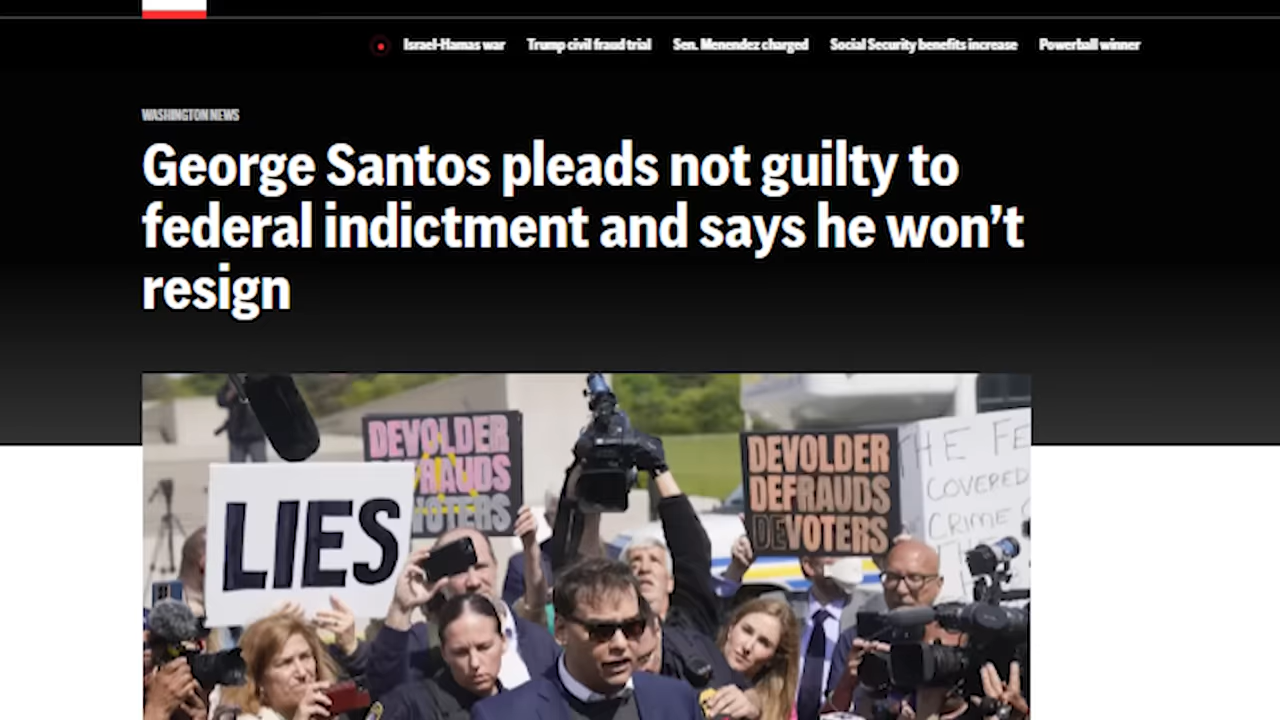 Israel-Hamas war Trump civil fraud trial Sen. Menendez charged Social Security benefits increase Powerball winner
WASHINGTON NEWS
George Santos pleads not guilty to
federal indictment and says he won’t
resign
DEVOLDER
LIES
DEVOLDER
DEFRAUDS
DEVOTERS
THE FE
COVERED
CRIME